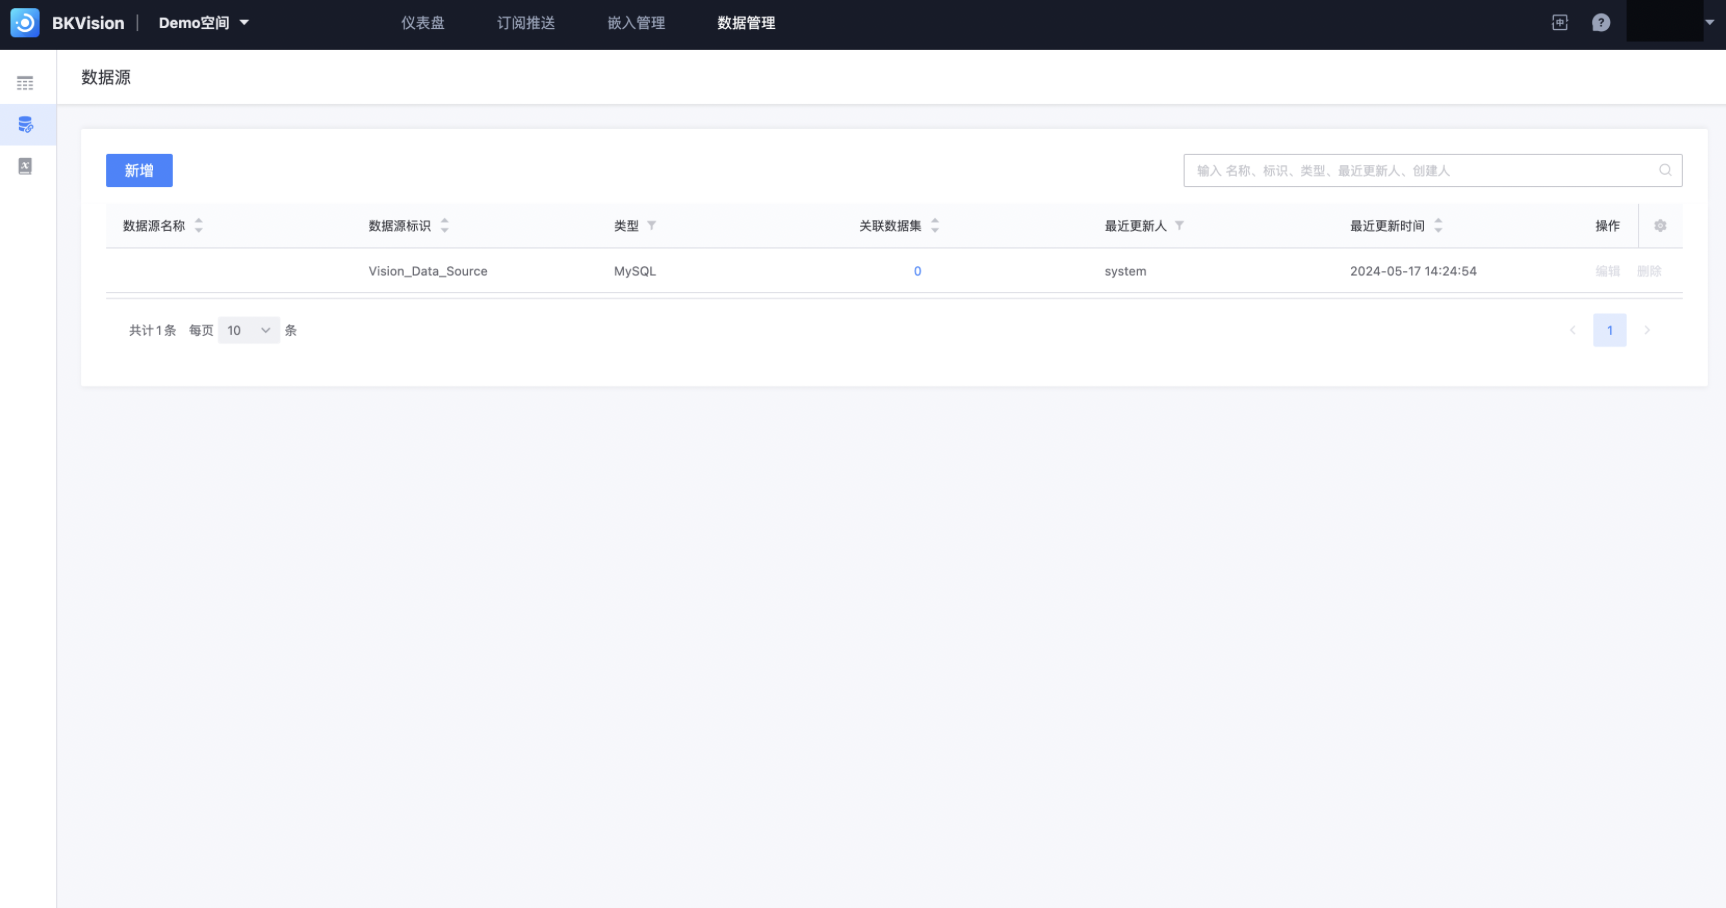 BKVision Demo空间 仪表盘 订阅推送 嵌入管理 数据管理
数据源
新增 输入 名称、标识、类型、最近更新人、创建人
数据源名称 数据源标识 类型 关联数据集 最近更新人 最近更新时间 操作
Vision_Data_Source MySQL 0 system 2024-05-17 14:24:54 编辑 删除
共计1条 每页 10 条 1